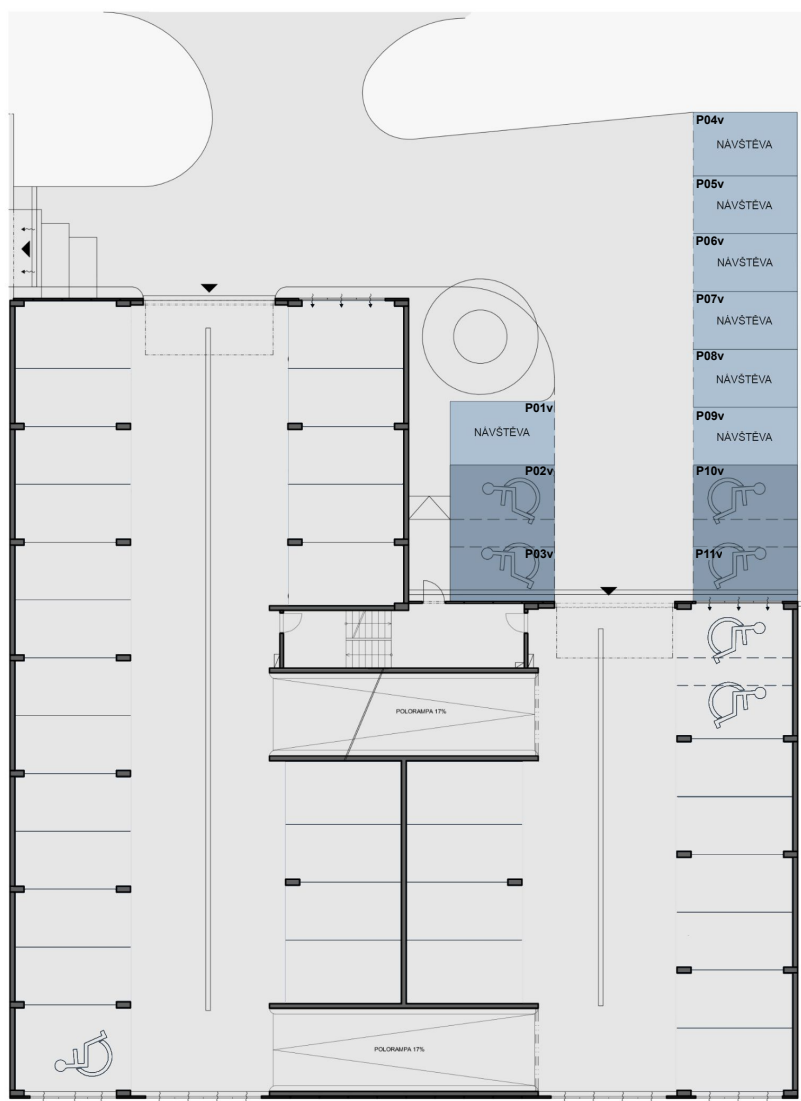 P04v
NÁVŠTĚVA
P05v
NÁVŠTĚVA
P06v
NÁVŠTĚVA
P07v
NÁVŠTĚVA
P08v
NÁVŠTĚVA
P09v
NÁVŠTĚVA
P01v
NÁVŠTĚVA
P02v
P10v
P03v
P11v
POLORAMPA 17%
POLORAMPA 17%